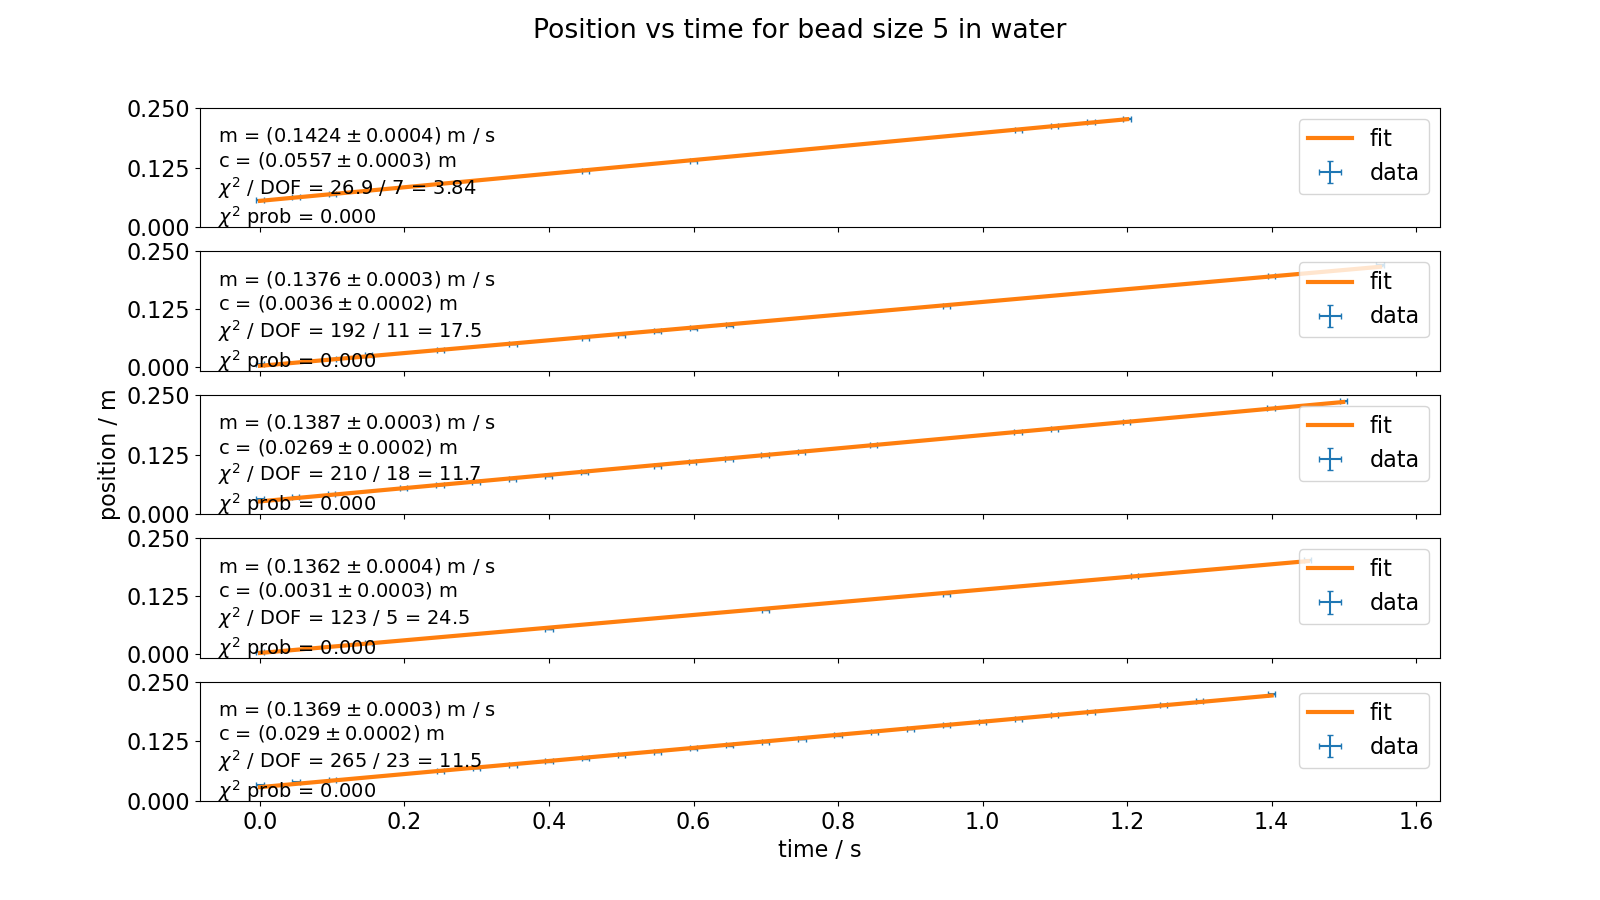 Position vs time for bead size 5 in water
0.250
0.125
0.000
m = (0.1424 ± 0.0004) m / s
c = (0.0557 ± 0.0003) m
χ² / DOF = 26.9 / 7 = 3.84
χ² prob = 0.000
fit
data
0.250
0.125
0.000
m = (0.1376 ± 0.0003) m / s
c = (0.0036 ± 0.0002) m
χ² / DOF = 192 / 11 = 17.5
χ² prob = 0.000
fit
data
position / m
0.250
0.125
0.000
m = (0.1387 ± 0.0003) m / s
c = (0.0269 ± 0.0002) m
χ² / DOF = 210 / 18 = 11.7
χ² prob = 0.000
fit
data
0.250
0.125
0.000
m = (0.1362 ± 0.0004) m / s
c = (0.0031 ± 0.0003) m
χ² / DOF = 123 / 5 = 24.5
χ² prob = 0.000
fit
data
0.250
0.125
0.000
m = (0.1369 ± 0.0003) m / s
c = (0.029 ± 0.0002) m
χ² / DOF = 265 / 23 = 11.5
χ² prob = 0.000
fit
data
0.0 0.2 0.4 0.6 0.8 1.0 1.2 1.4 1.6
time / s